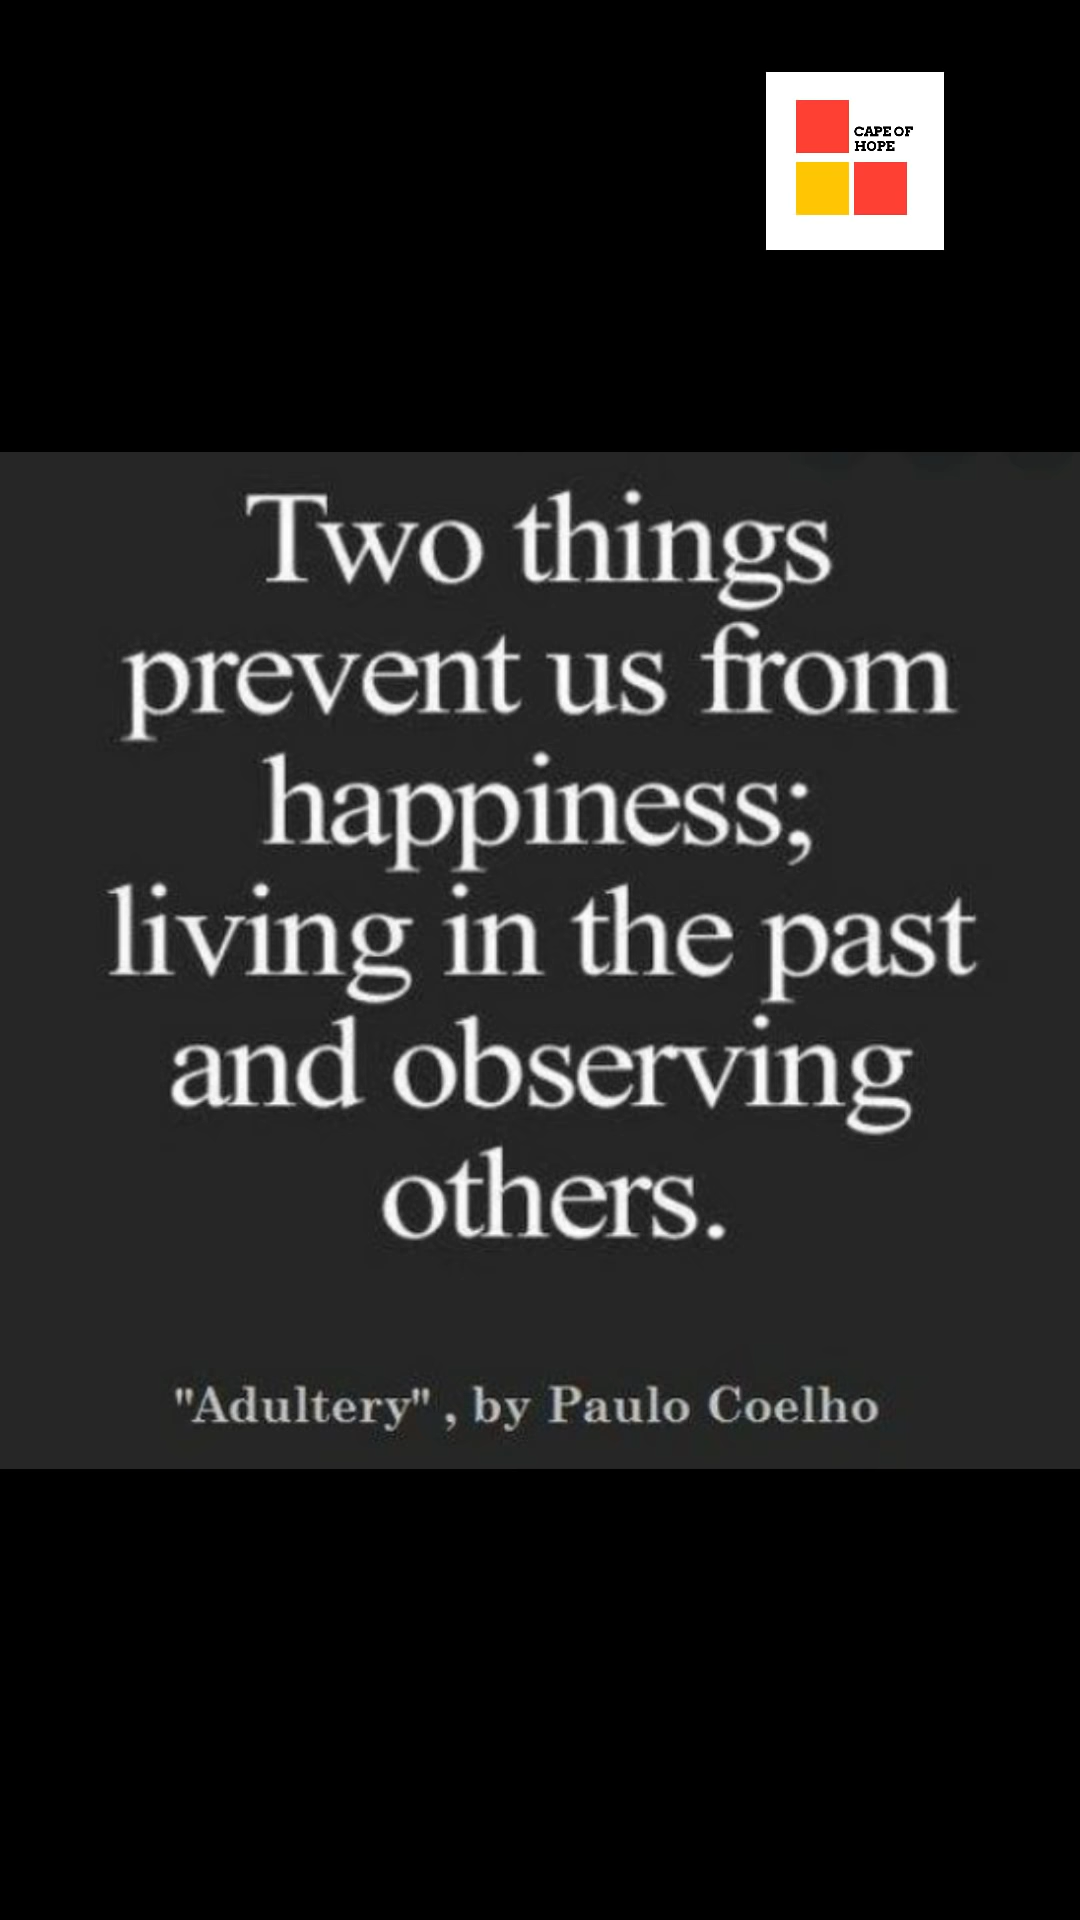 CAPE OF
HOPE
Two things
prevent us from
happiness;
living in the past
and observing
others.
"Adultery" , by Paulo Coelho